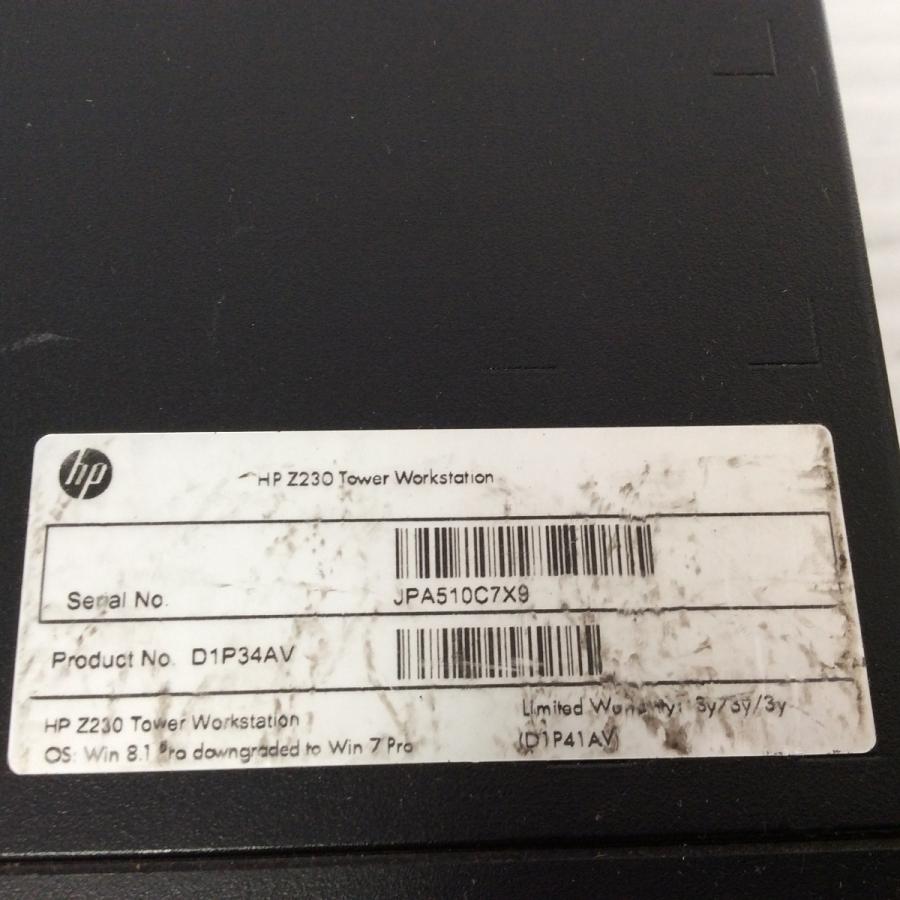 hp
HP Z230 Tower Workstation
Serial No.
JPA510C7X9
Product No. D1P34AV
HP Z230 Tower Workstation
OS: Win 8.1 Pro downgraded to Win 7 Pro
Limited Warranty: 3y/3y/3y
(D1P41AV)